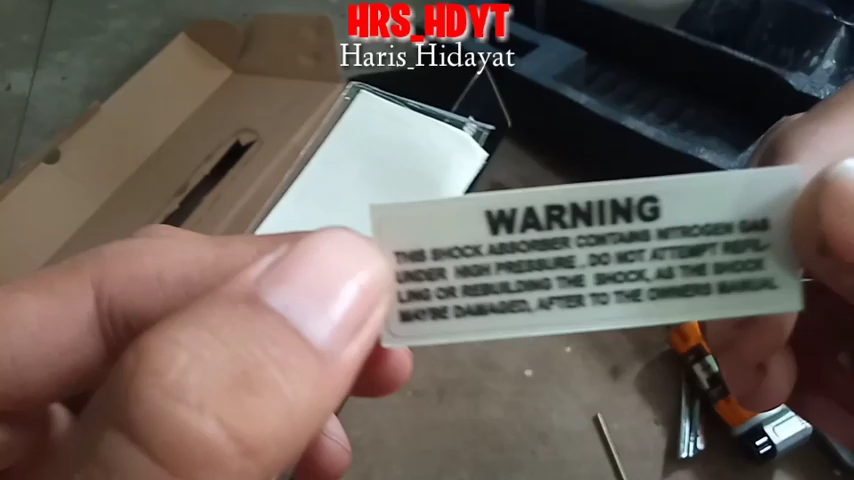 HRS_HDYT
Haris_Hidayat
WARNING
THIS SHOCK ABSORBER CONTAINS NITROGEN GAS
UNDER HIGH PRESSURE, DO NOT ATTEMPT REFIL-
LING OR REBUILDING THE SHOCK, AS THE SHOCK
MAYBE DAMAGED, AFTER TO THE OWNERS MANUAL